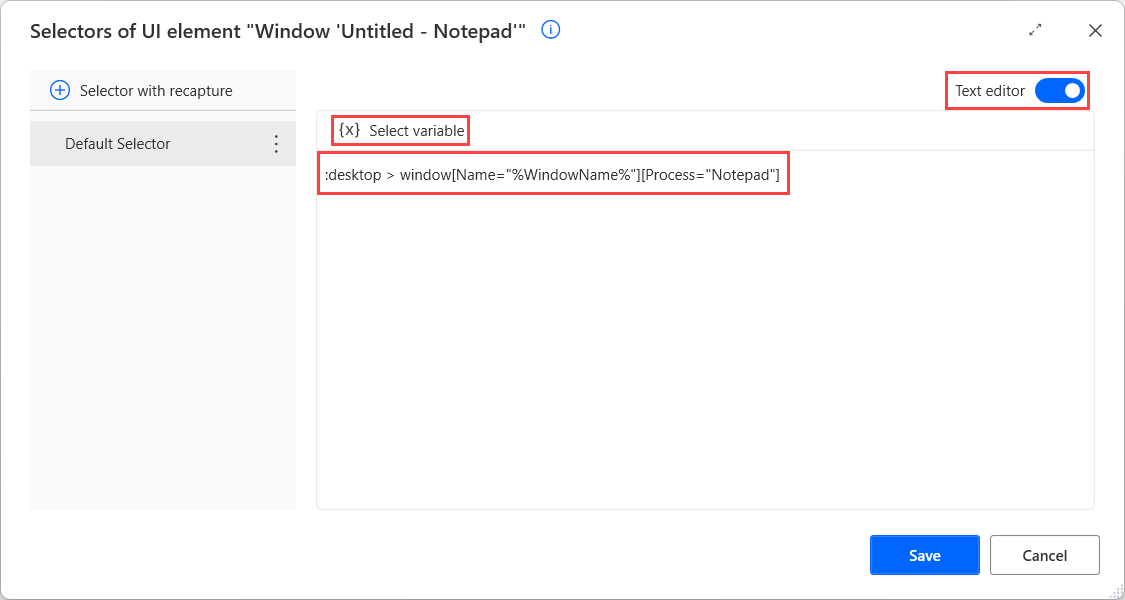 Selectors of UI element "Window 'Untitled - Notepad'"
Selector with recapture
Text editor
Default Selector
{x} Select variable
:desktop > window[Name="%WindowName%"][Process="Notepad"]
Save
Cancel